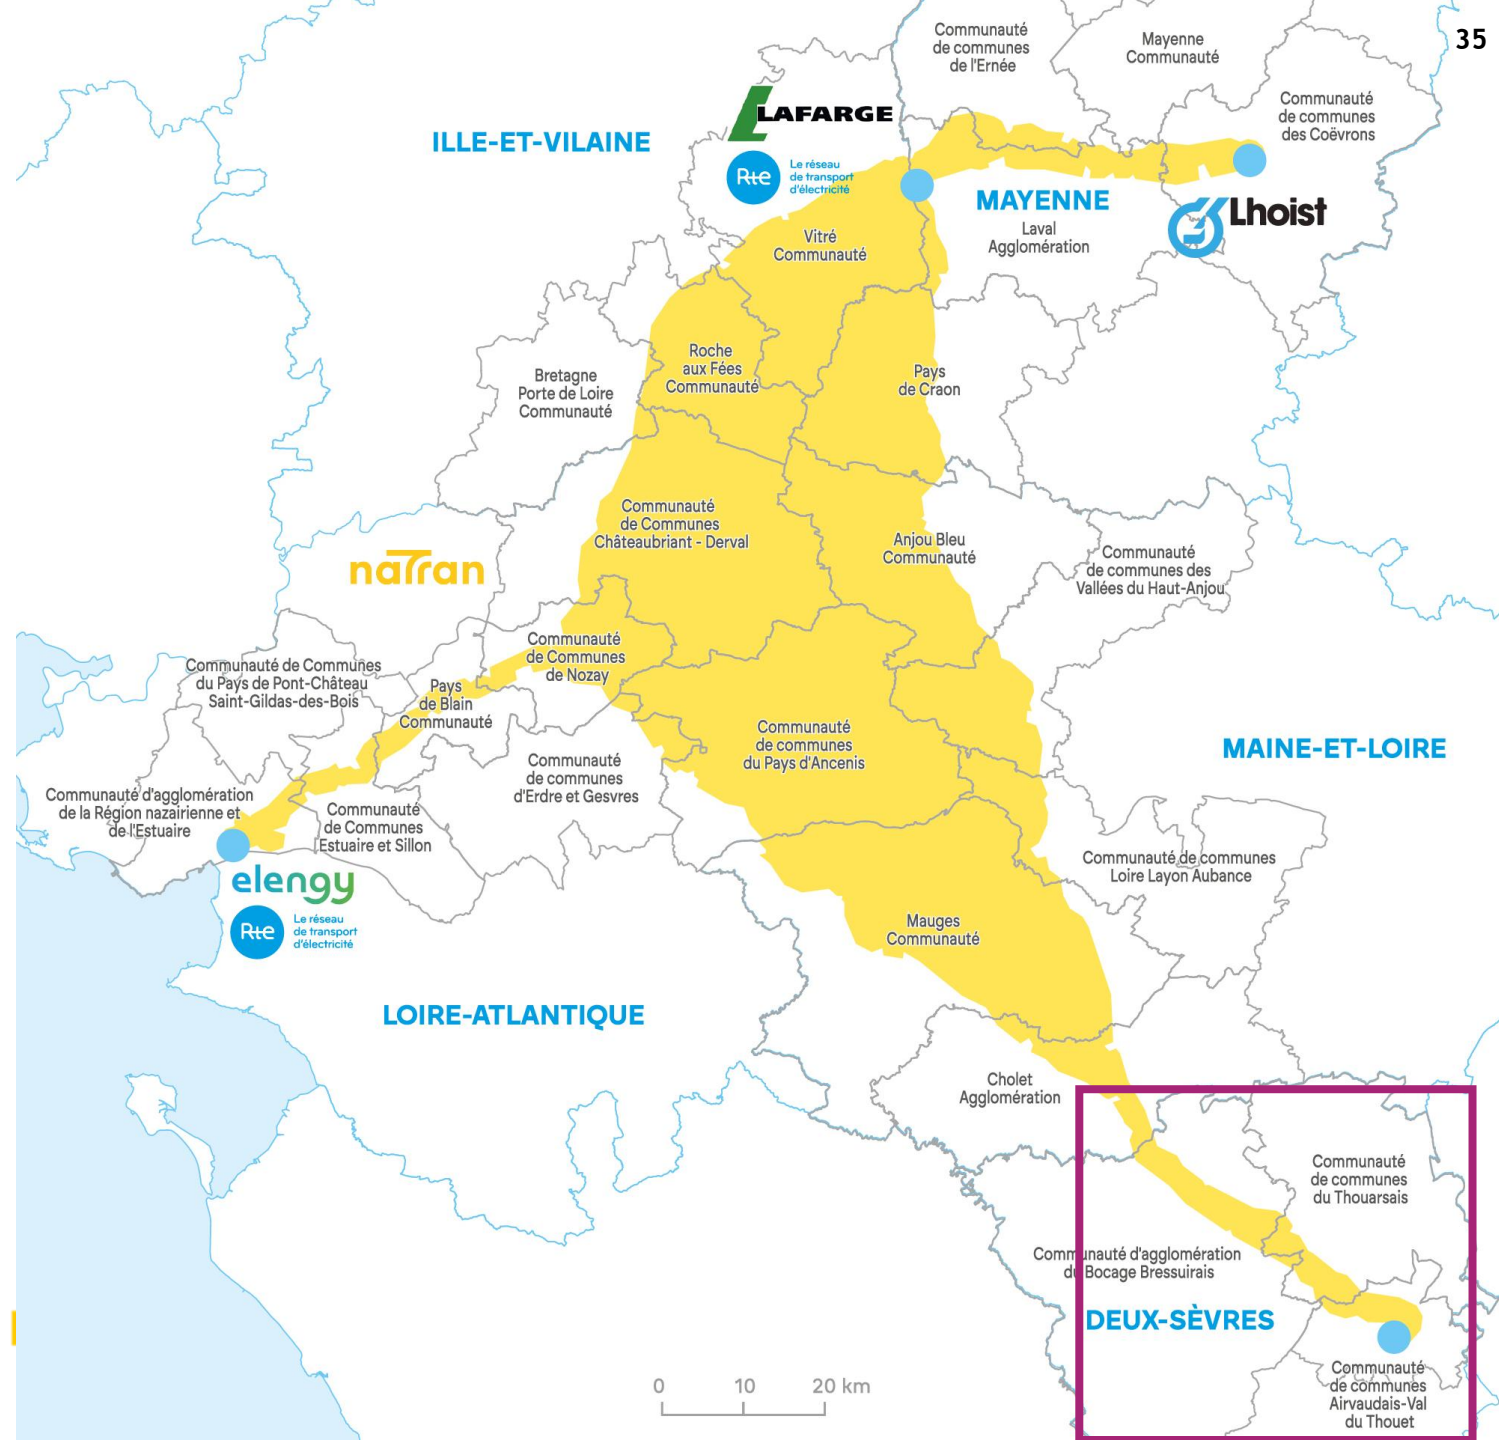 35
Communauté
de communes
de l'Ernée
Mayenne
Communauté
Communauté
de communes
des Coëvrons
LAFARGE
ILLE-ET-VILAINE
Rte
Le réseau
de transport
d'électricité
MAYENNE
Laval
Agglomération
Lhoist
Vitré
Communauté
Roche
aux Fées
Communauté
Bretagne
Porte de Loire
Communauté
Pays
de Craon
Communauté
de Communes
Châteaubriant - Derval
Anjou Bleu
Communauté
Communauté
de communes des
Vallées du Haut-Anjou
naTran
Communauté
de Communes
de Nozay
Communauté de Communes
du Pays de Pont-Château
Saint-Gildas-des-Bois
Pays
de Blain
Communauté
Communauté
de communes
du Pays d'Ancenis
MAINE-ET-LOIRE
Communauté
de communes
d'Erdre et Gesvres
Communauté d'agglomération
de la Région nazairienne et
de l'Estuaire
Communauté
de Communes
Estuaire et Sillon
Communauté de communes
Loire Layon Aubance
elengy
Rte
Le réseau
de transport
d'électricité
Mauges
Communauté
LOIRE-ATLANTIQUE
Cholet
Agglomération
Communauté
de communes
du Thouarsais
Communauté d'agglomération
du Bocage Bressuirais
DEUX-SÈVRES
Communauté
de communes
Airvaudais-Val
du Thouet
0 10 20 km